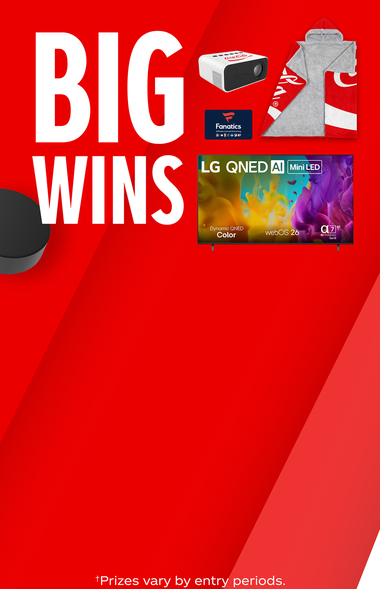 BIG
WINS
Fanatics
LG QNED AI Mini LED
Dynamic QNED
Color
webOS 26
α7
†Prizes vary by entry periods.